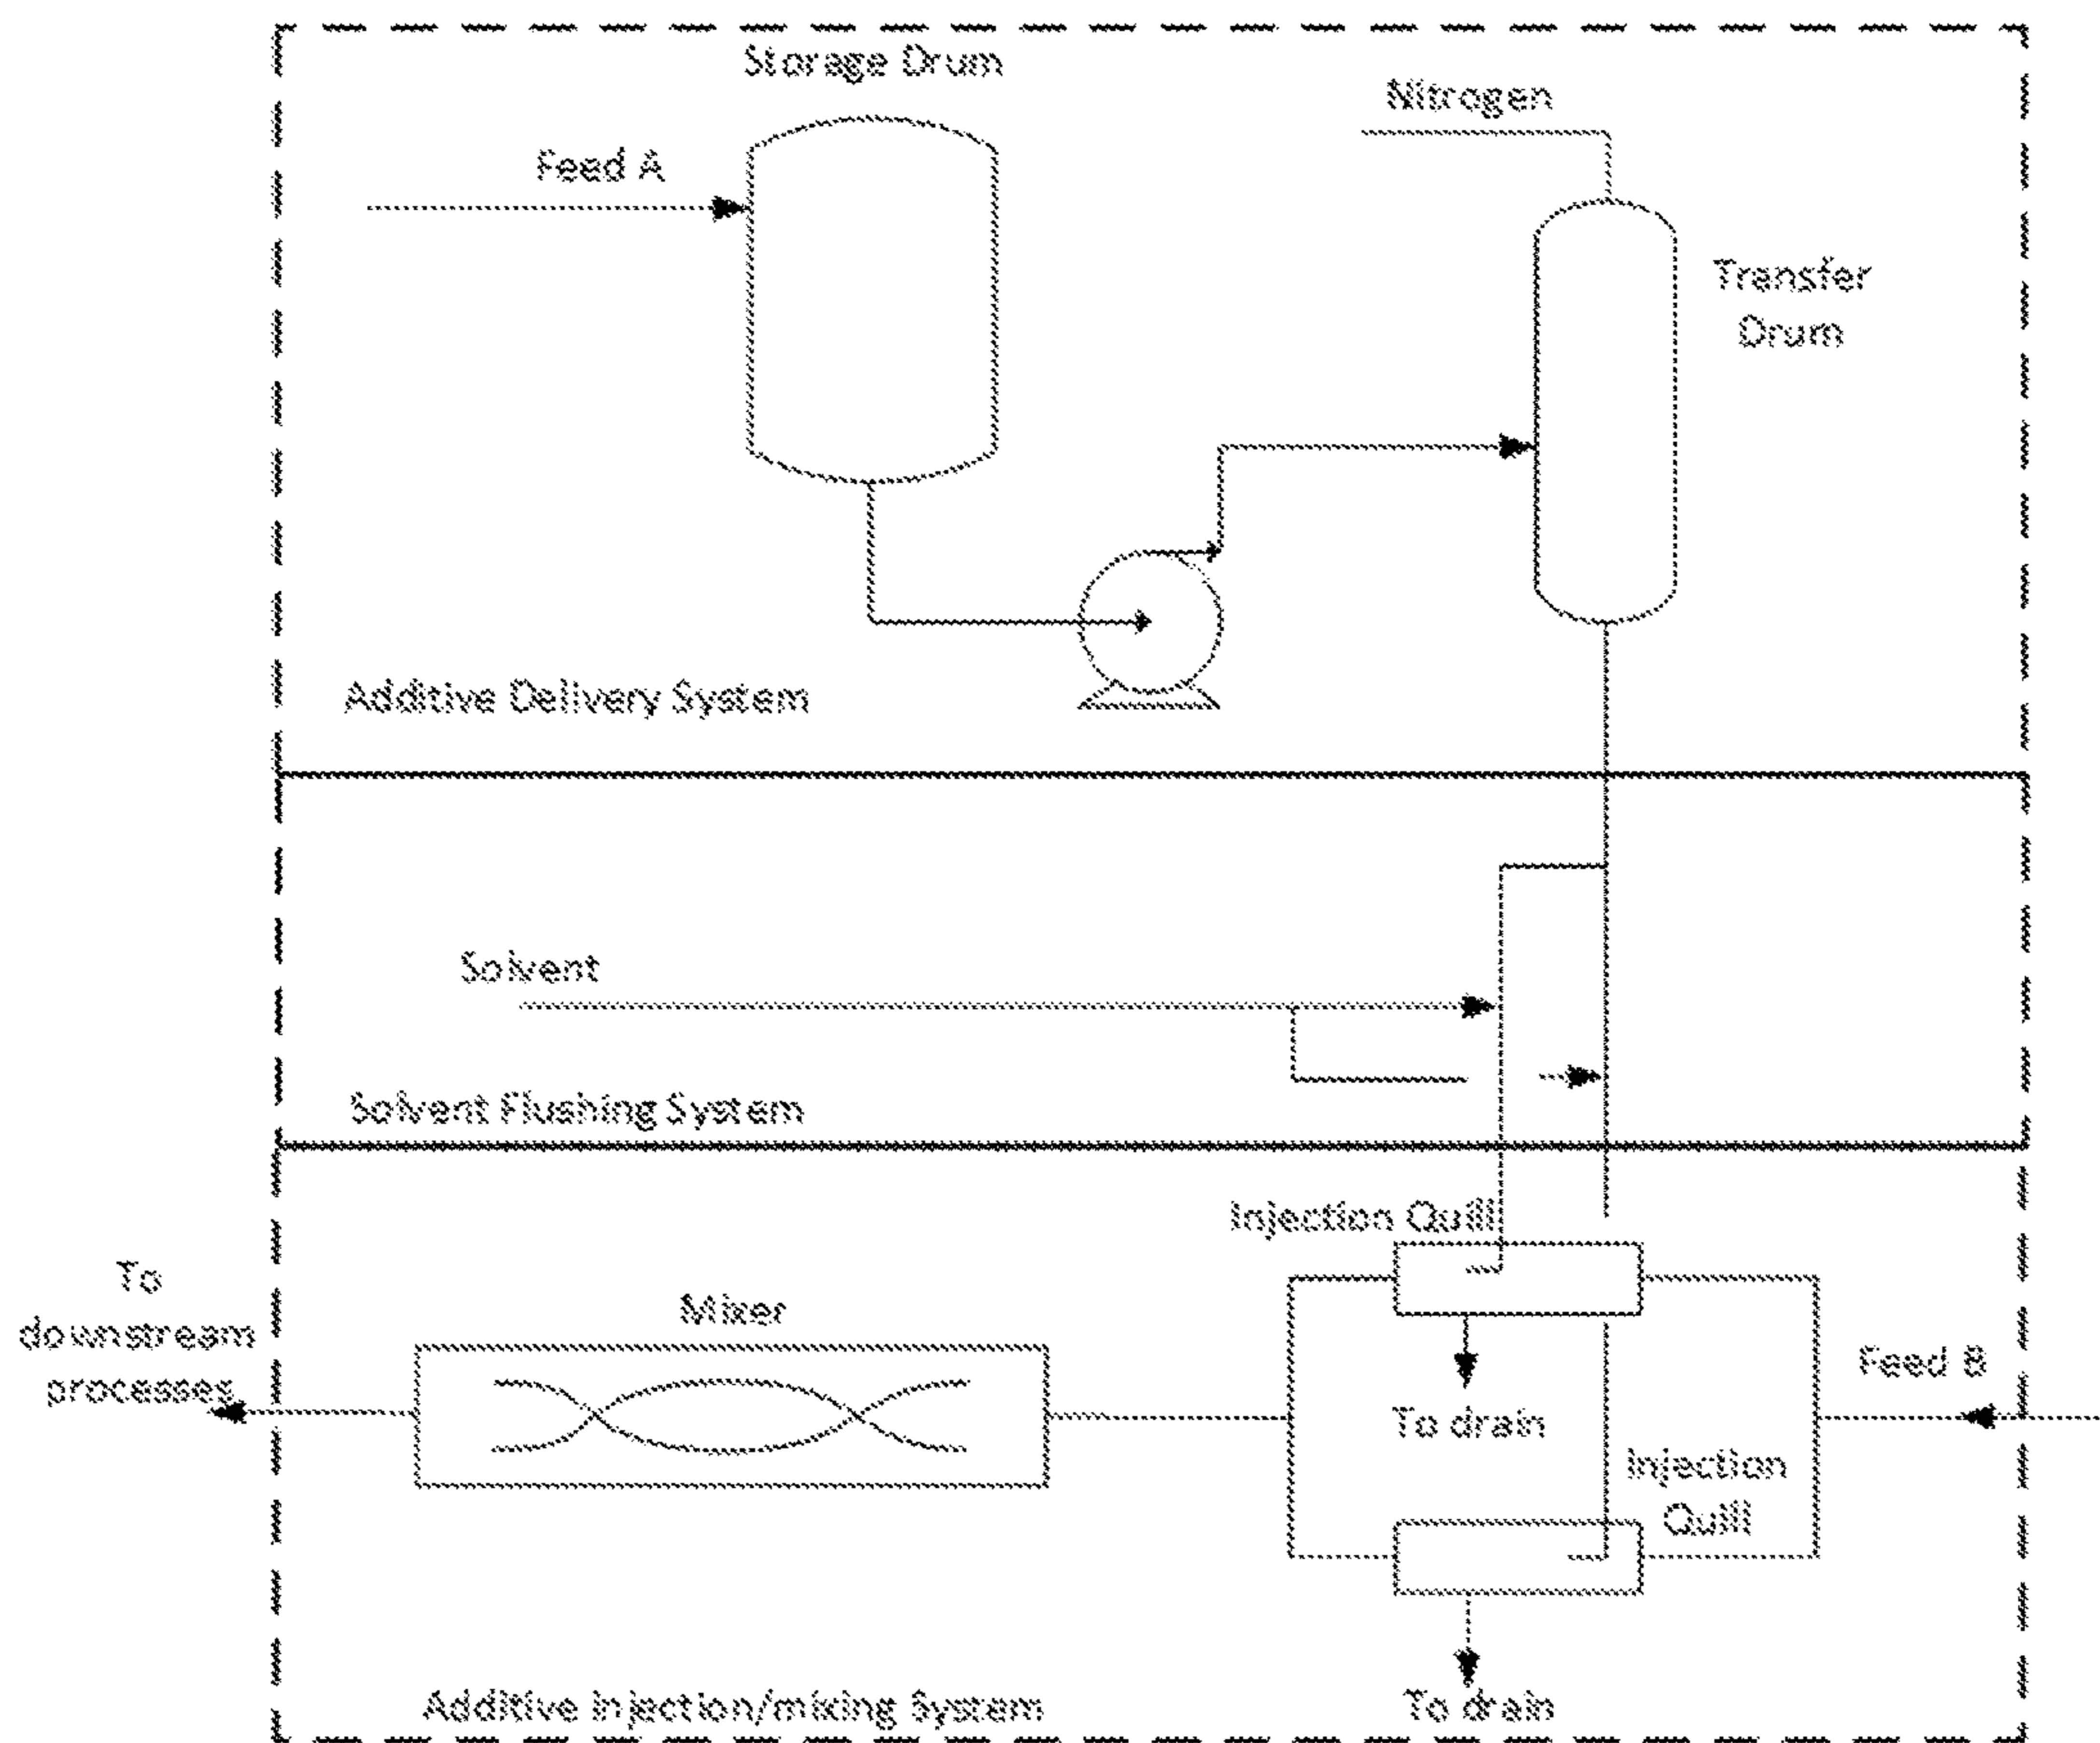 Storage Drum
Nitrogen
Feed A
Transfer
Drum
Additive Delivery System
Solvent
Solvent Flushing System
Injection Quill
To
downstream
processes
Mixer
Feed B
To drain
Injection
Quill
Additive injection/mixing System
To drain